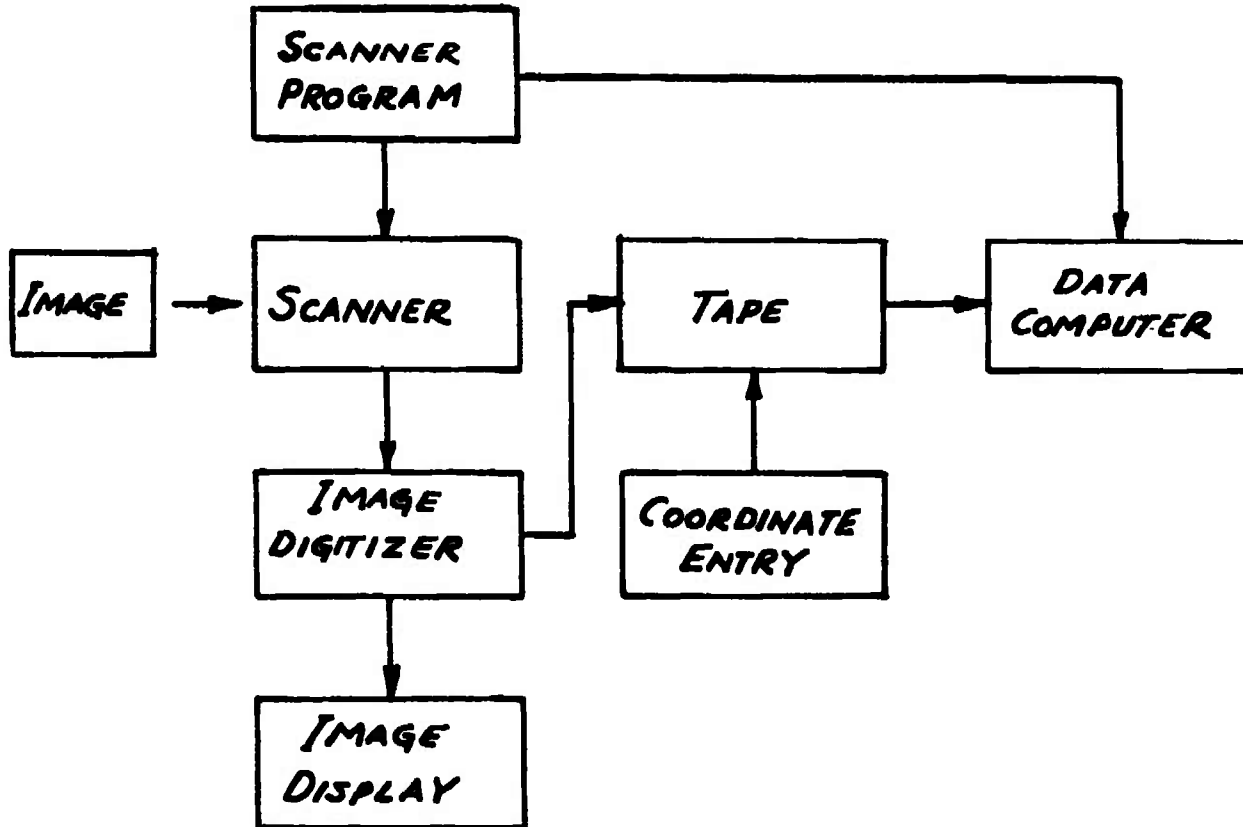 SCANNER
PROGRAM
IMAGE
SCANNER
TAPE
DATA
COMPUTER
IMAGE
DIGITIZER
COORDINATE
ENTRY
IMAGE
DISPLAY